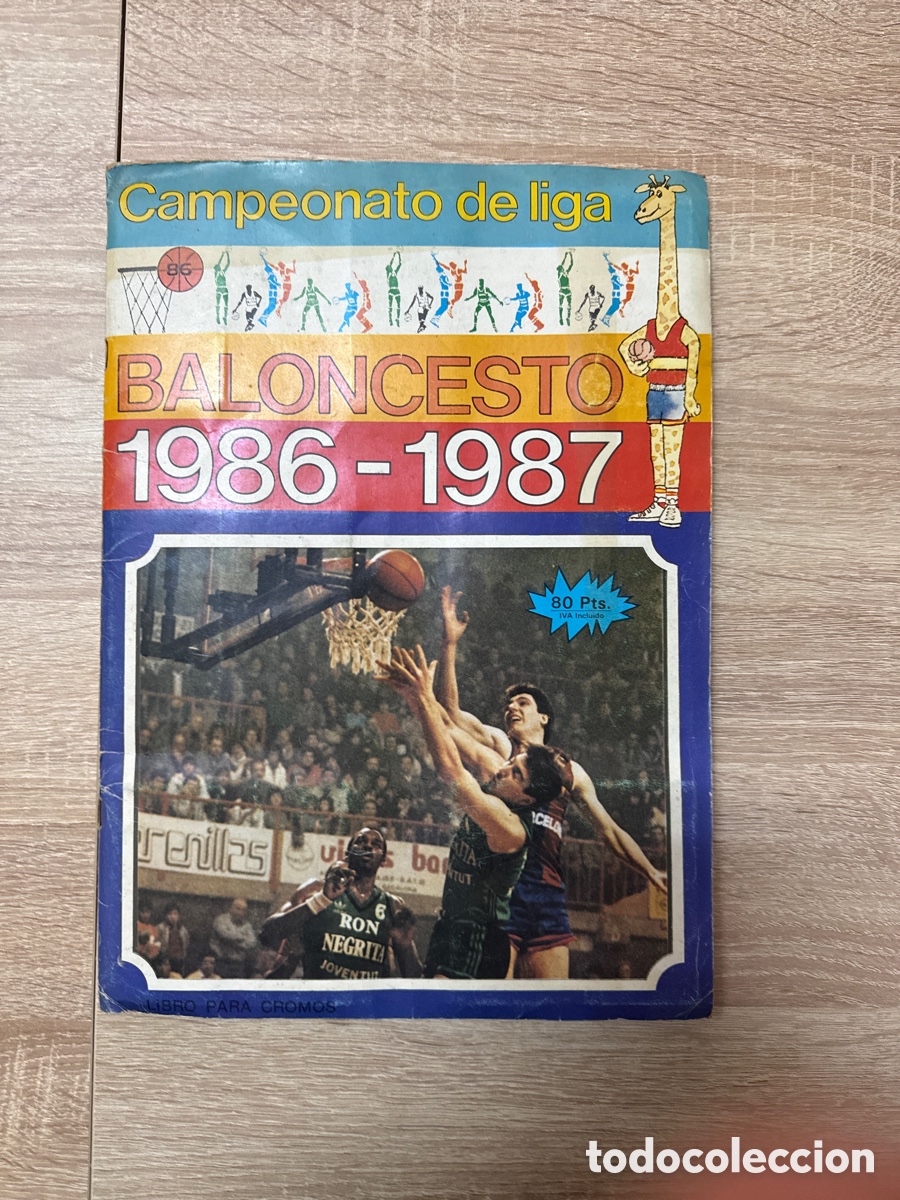 Campeonato de liga
86
BALONCESTO
1986-1987
80 Pts.
IVA Incluido
6
RON
NEGRITA
JOVENTUT
LIBRO PARA CROMOS
todocoleccion